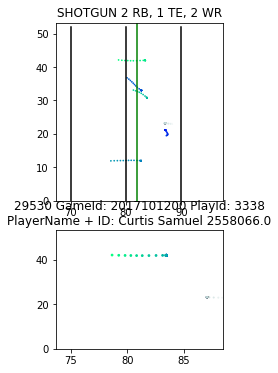 SHOTGUN 2 RB, 1 TE, 2 WR
50
40
30
20
10
0
70 80 90
29530 GameId: 2017101200 PlayId: 3338
PlayerName + ID: Curtis Samuel 2558066.0
40
20
0
75 80 85